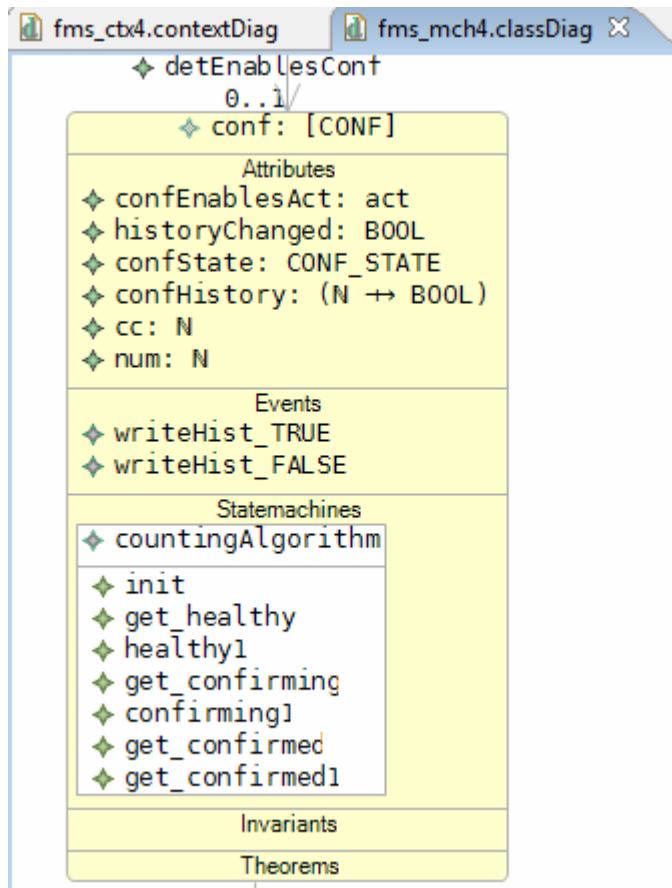 fms_ctx4.contextDiag fms_mch4.classDiag
detEnablesConf
0..1
conf: [CONF]
Attributes
confEnablesAct: act
historyChanged: BOOL
confState: CONF_STATE
confHistory: (ℕ ⇸ BOOL)
cc: ℕ
num: ℕ
Events
writeHist_TRUE
writeHist_FALSE
Statemachines
countingAlgorithm
init
get_healthy
healthy1
get_confirming
confirming1
get_confirmed
get_confirmed1
Invariants
Theorems